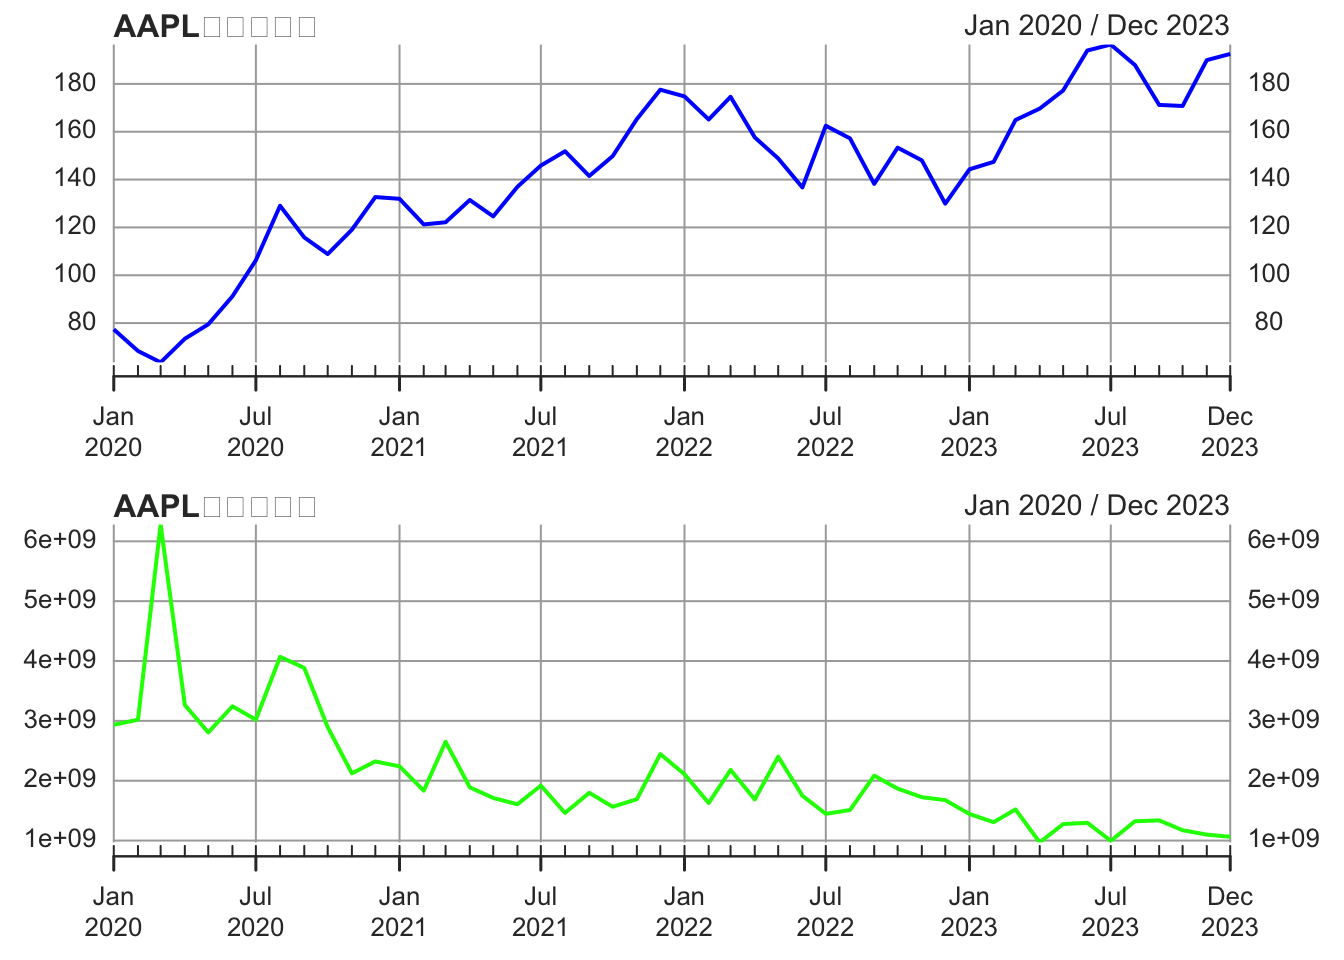 AAPL□□□□□ Jan 2020 / Dec 2023
180 180
160 160
140 140
120 120
100 100
80 80
Jan Jul Jan Jul Jan Jul Jan Jul Dec
2020 2020 2021 2021 2022 2022 2023 2023 2023
AAPL□□□□□ Jan 2020 / Dec 2023
6e+09 6e+09
5e+09 5e+09
4e+09 4e+09
3e+09 3e+09
2e+09 2e+09
1e+09 1e+09
Jan Jul Jan Jul Jan Jul Jan Jul Dec
2020 2020 2021 2021 2022 2022 2023 2023 2023